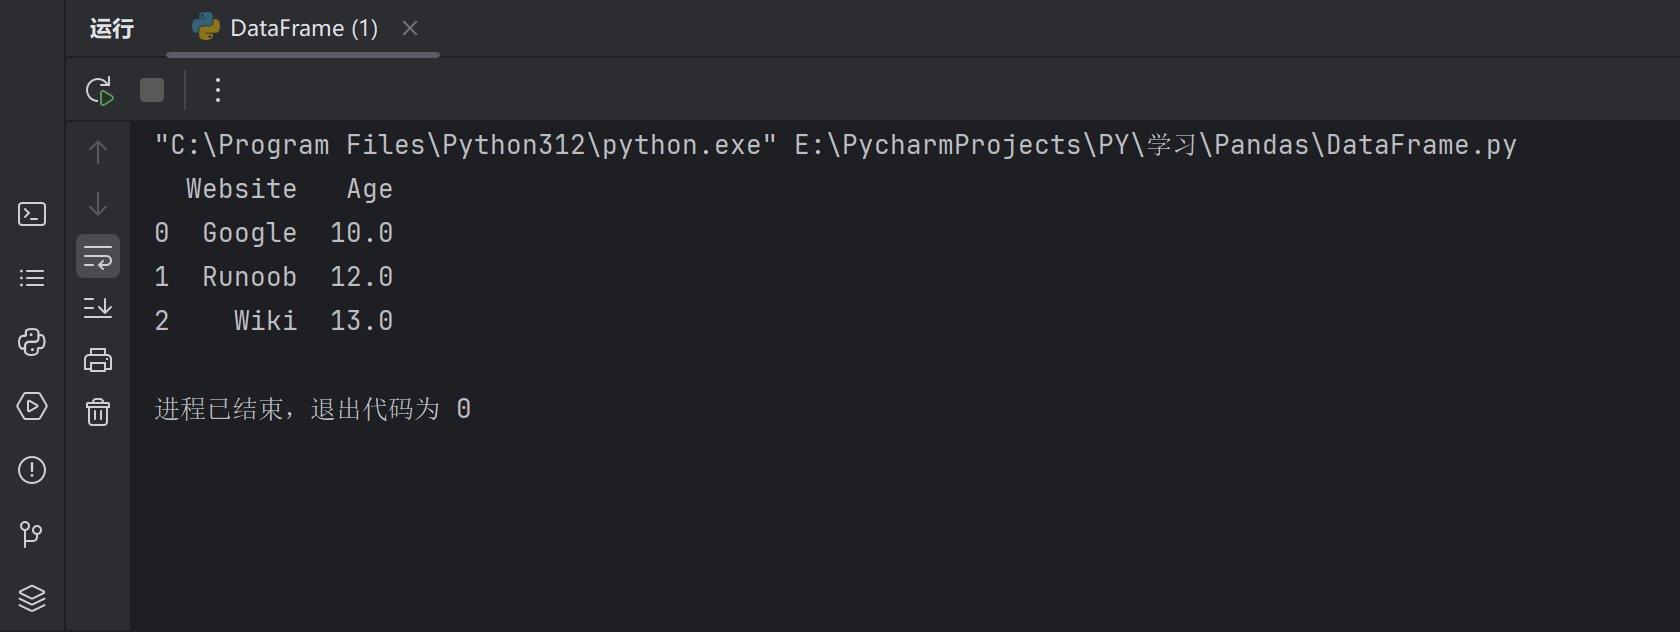 运行 DataFrame (1)
"C:\Program Files\Python312\python.exe" E:\PycharmProjects\PY\学习\Pandas\DataFrame.py
  Website   Age
0  Google  10.0
1  Runoob  12.0
2    Wiki  13.0
进程已结束，退出代码为 0